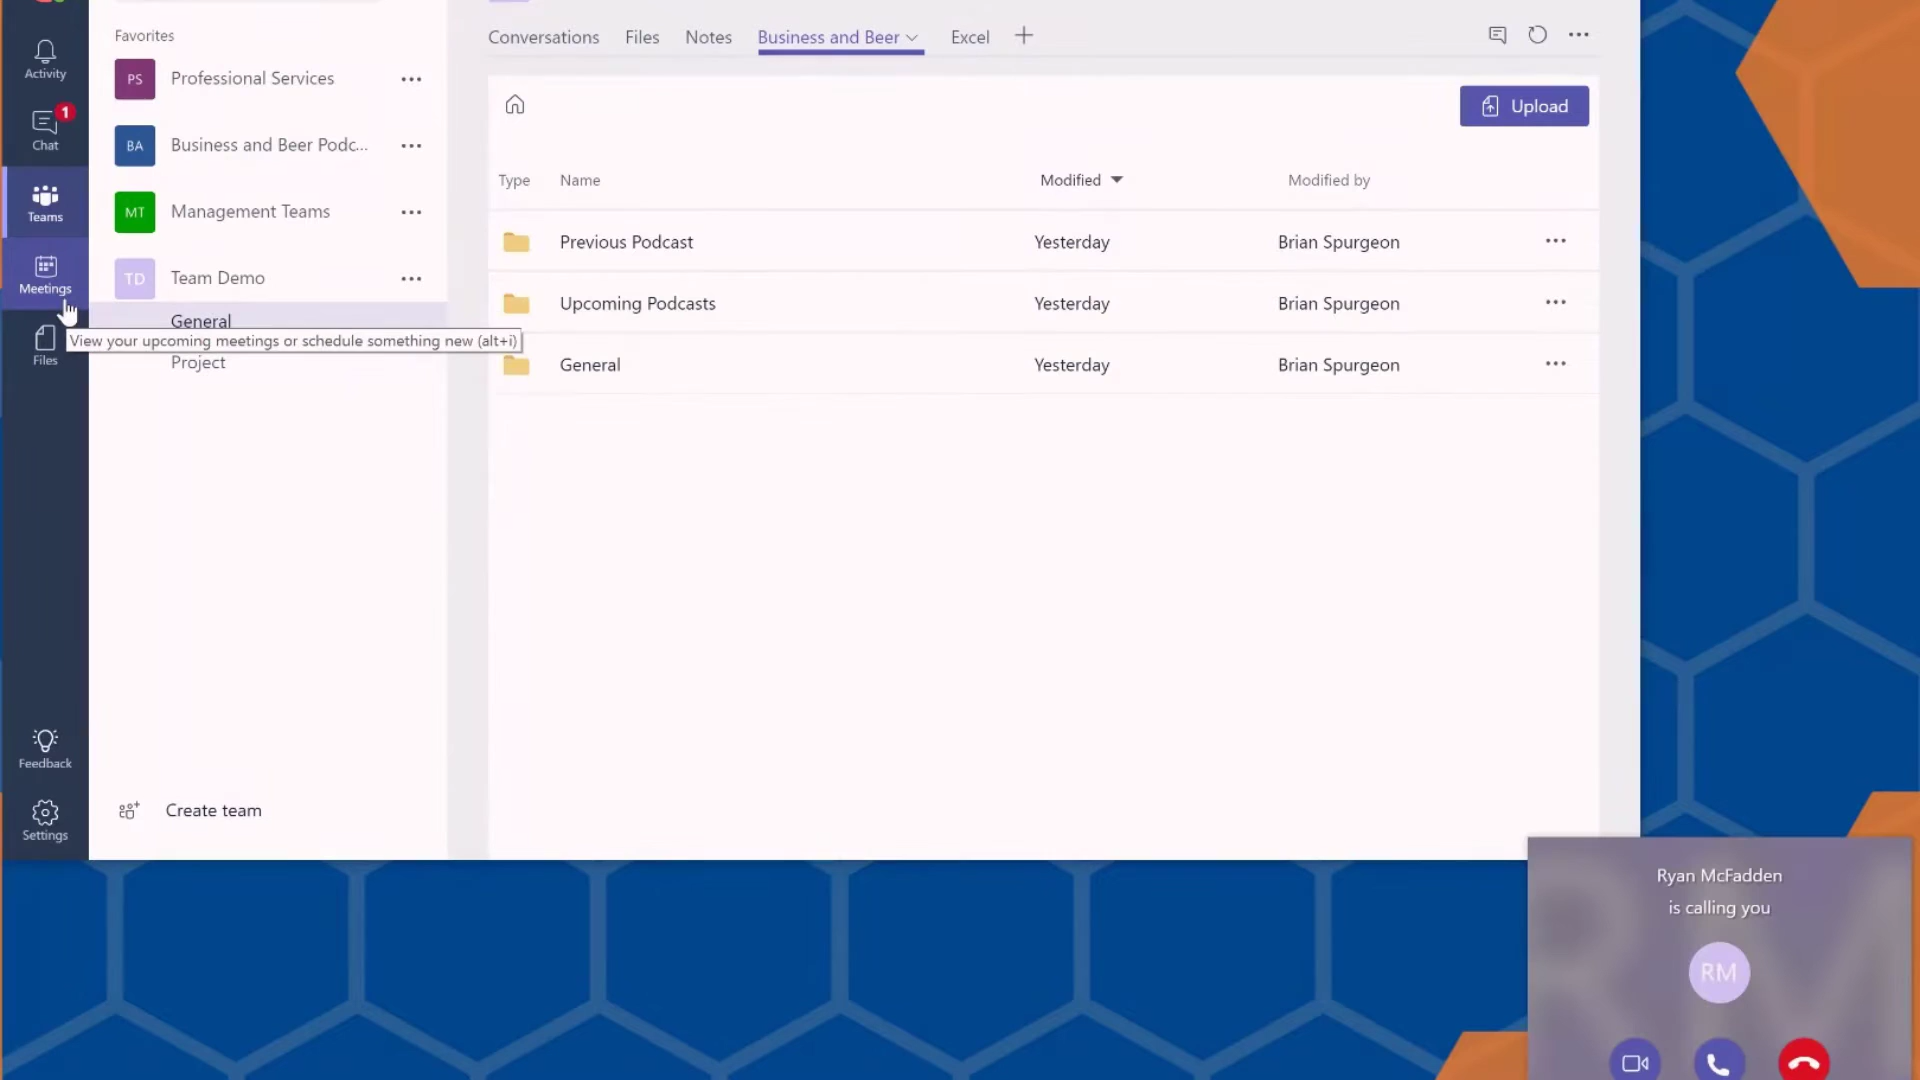 Activity
1
Chat
Teams
Meetings
Files
Feedback
Settings
Favorites
PS Professional Services
BA Business and Beer Podc...
MT Management Teams
TD Team Demo
General
View your upcoming meetings or schedule something new (alt+i)
Project
Create team
Conversations Files Notes Business and Beer Excel
Upload
Type Name Modified Modified by
Previous Podcast Yesterday Brian Spurgeon
Upcoming Podcasts Yesterday Brian Spurgeon
General Yesterday Brian Spurgeon
Ryan McFadden
is calling you
RM